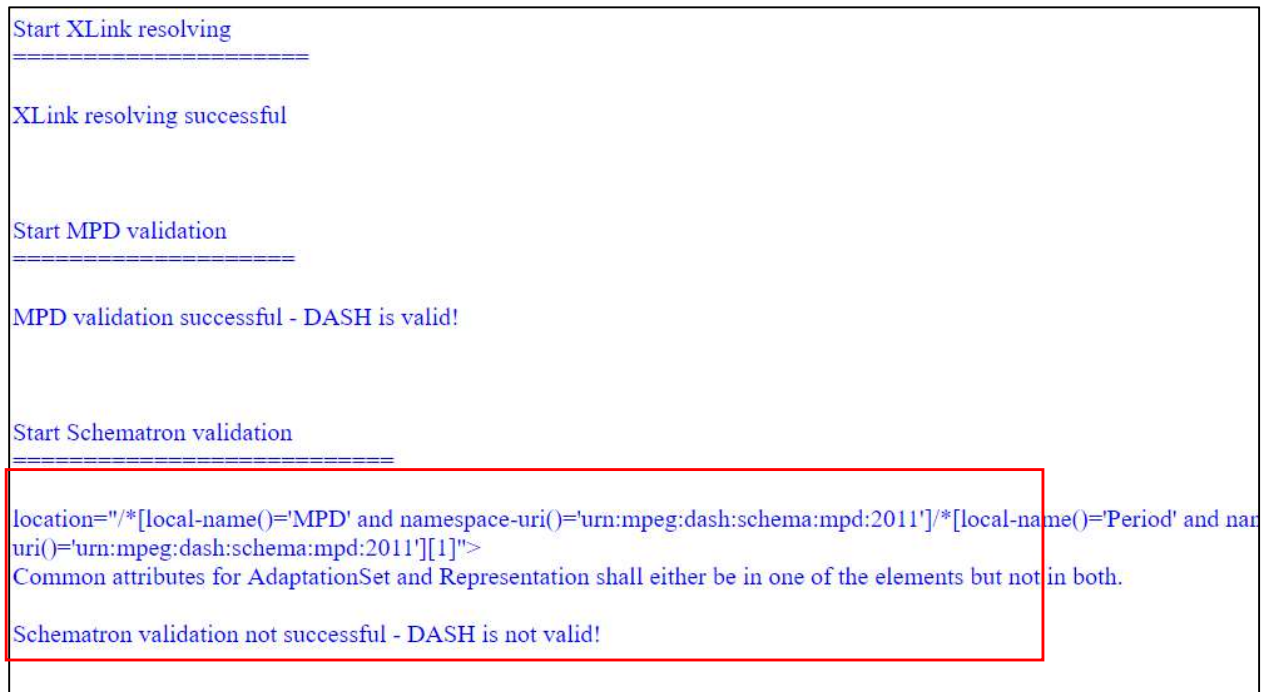 Start XLink resolving
=====================
XLink resolving successful
Start MPD validation
====================
MPD validation successful - DASH is valid!
Start Schematron validation
===========================
location="/*[local-name()='MPD' and namespace-uri()='urn:mpeg:dash:schema:mpd:2011']/*[local-name()='Period' and nar
uri()='urn:mpeg:dash:schema:mpd:2011'][1]">
Common attributes for AdaptationSet and Representation shall either be in one of the elements but not in both.
Schematron validation not successful - DASH is not valid!